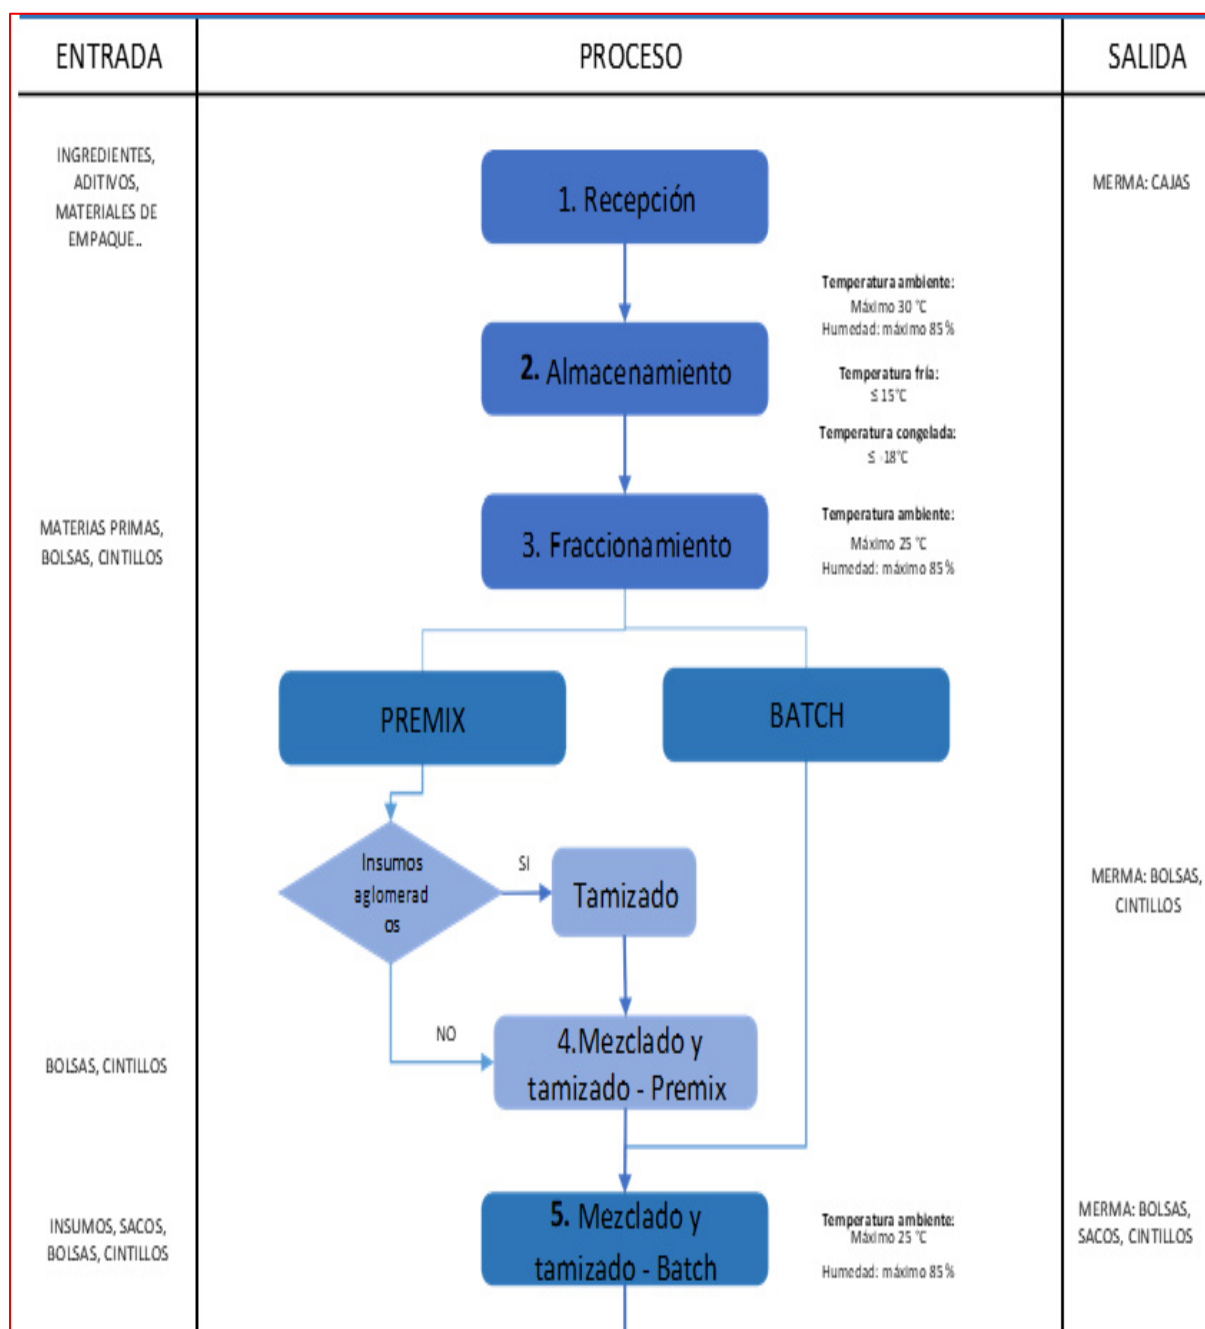 ENTRADA
PROCESO
SALIDA
INGREDIENTES,
ADITIVOS,
MATERIALES DE
EMPAQUE..
1. Recepción
MERMA: CAJAS
Temperatura ambiente:
Máximo 30 °C
Humedad: máximo 85%
2. Almacenamiento
Temperatura fría:
≤ 15°C
Temperatura congelada:
≤ -18°C
MATERIAS PRIMAS,
BOLSAS, CINTILLOS
3. Fraccionamiento
Temperatura ambiente:
Máximo 25 °C
Humedad: máximo 85%
PREMIX
BATCH
Insumos
aglomerad
os
SI
Tamizado
MERMA: BOLSAS,
CINTILLOS
NO
BOLSAS, CINTILLOS
4.Mezclado y
tamizado - Premix
INSUMOS, SACOS,
BOLSAS, CINTILLOS
5. Mezclado y
tamizado - Batch
Temperatura ambiente:
Máximo 25 °C
Humedad: máximo 85%
MERMA: BOLSAS,
SACOS, CINTILLOS